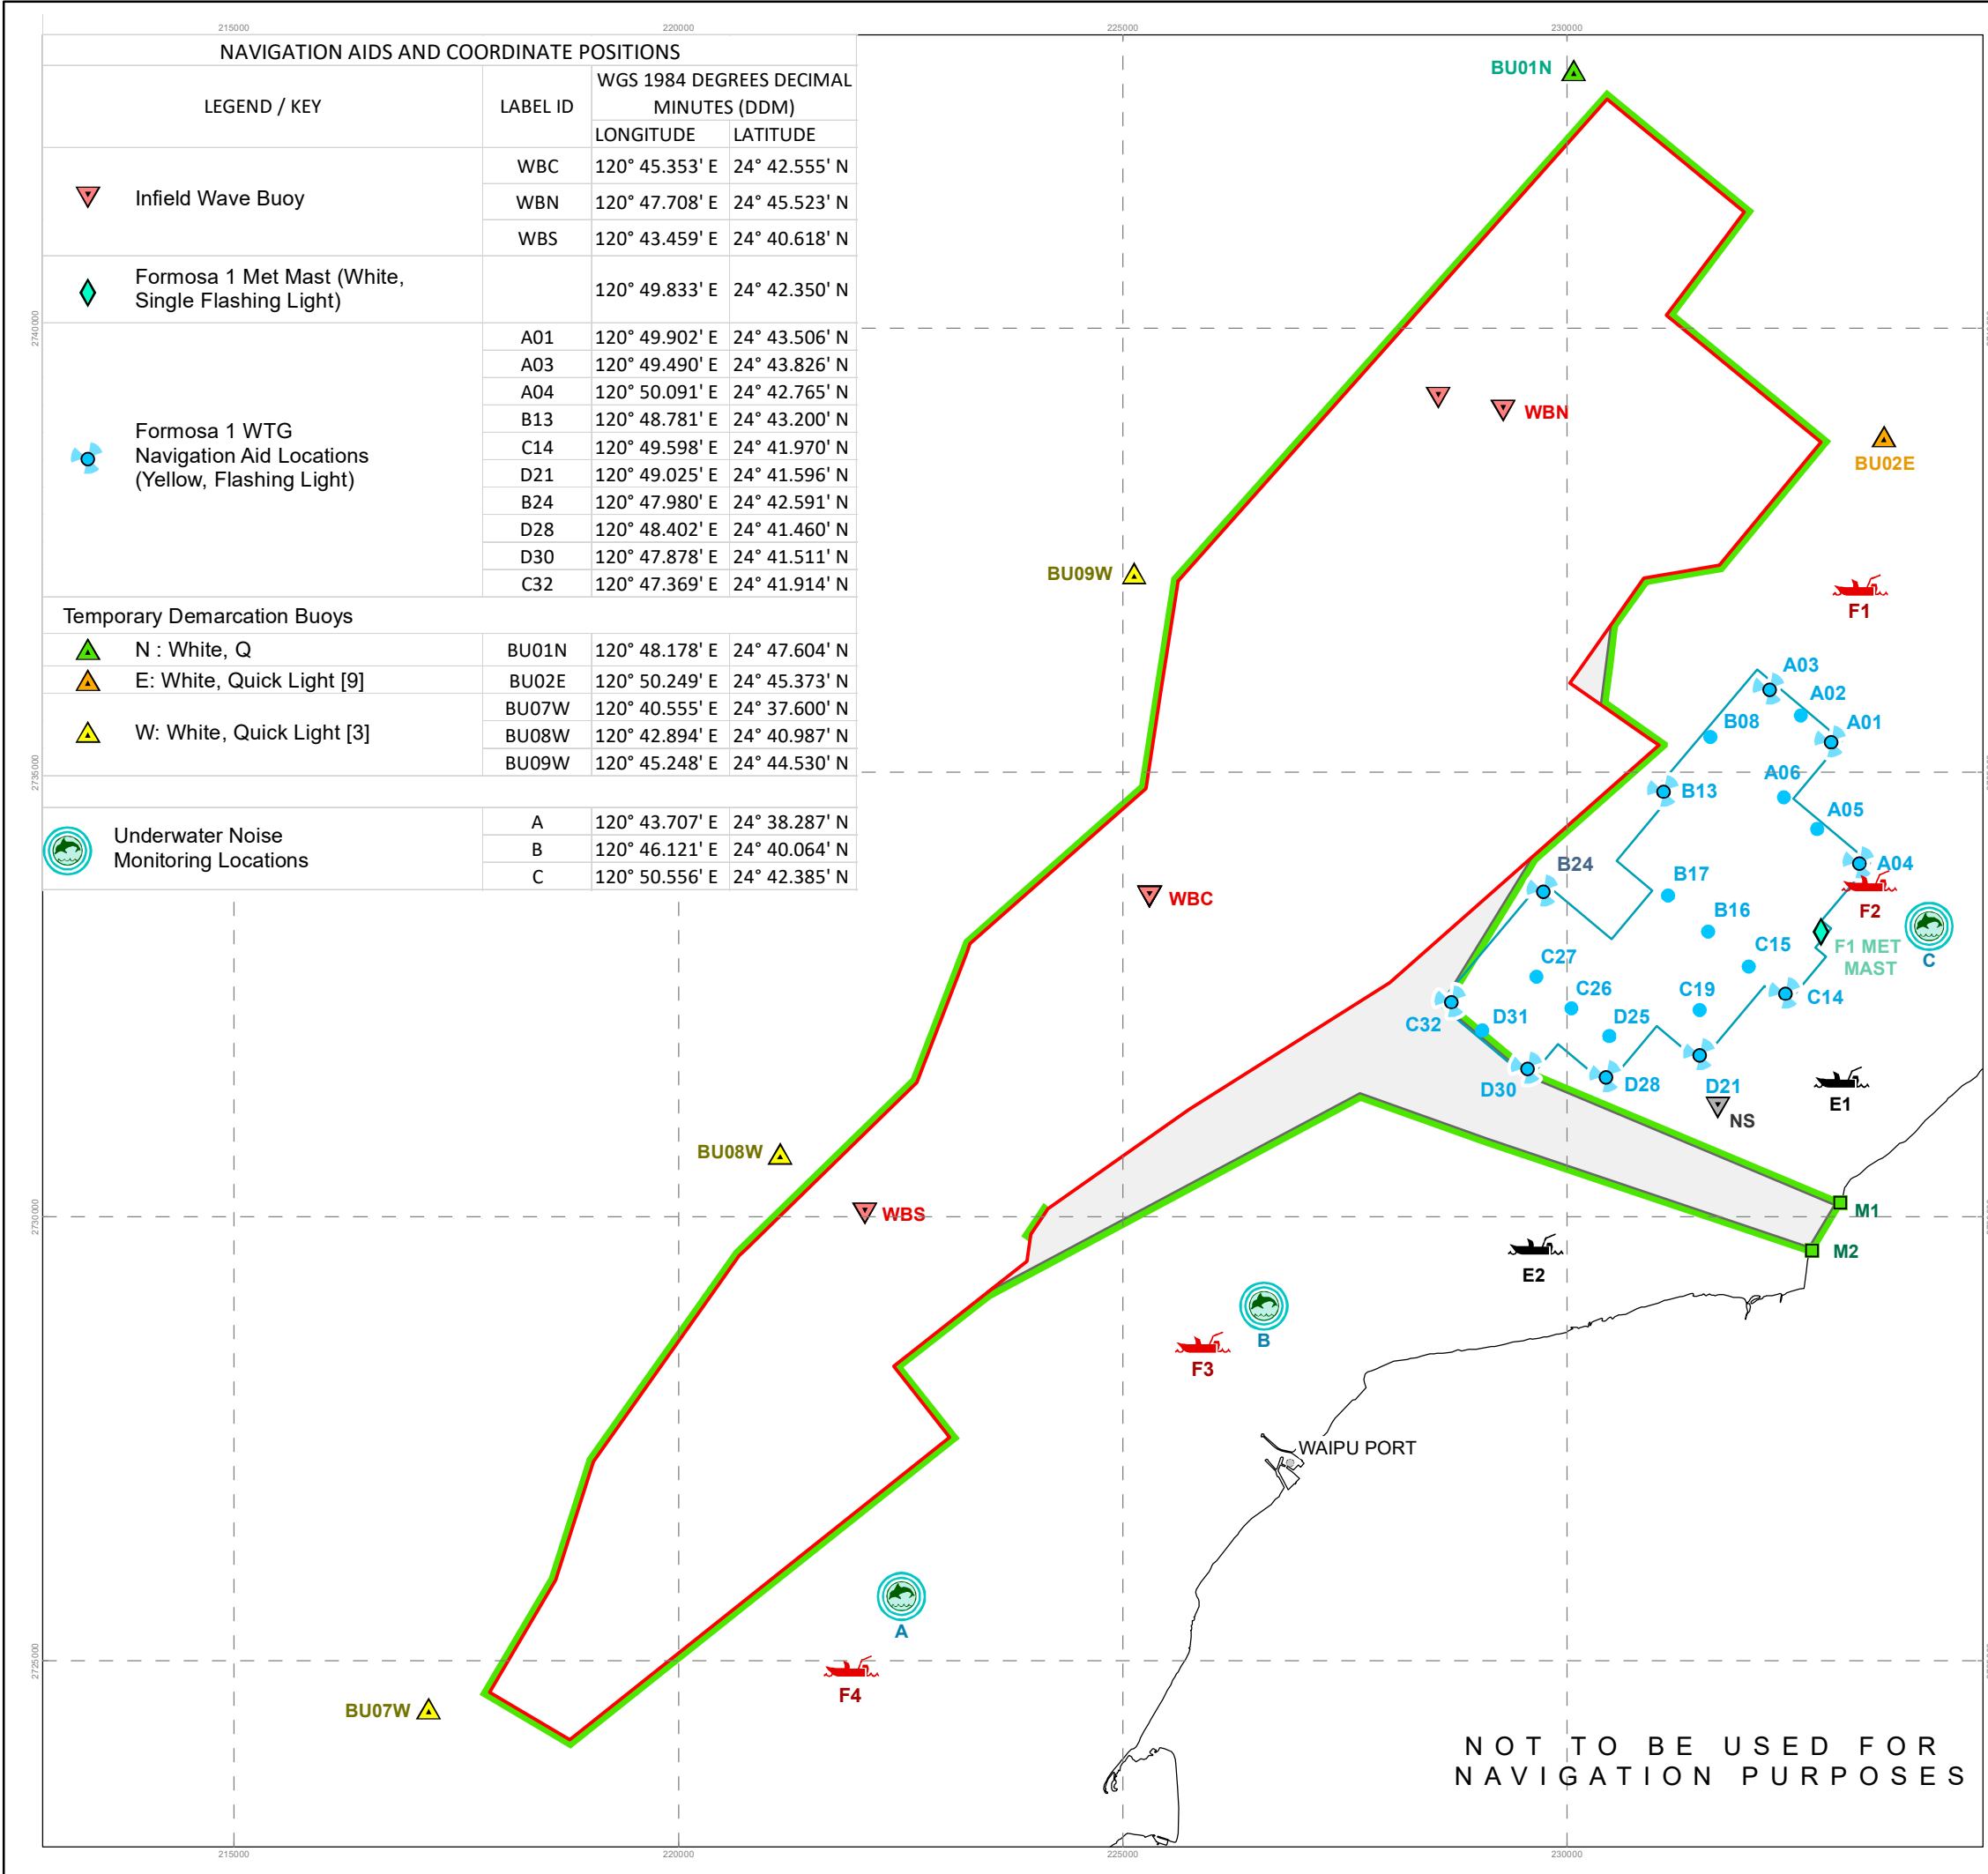 215000 220000 225000 230000
NAVIGATION AIDS AND COORDINATE POSITIONS
LEGEND / KEY
LABEL ID
WGS 1984 DEGREES DECIMAL
MINUTES (DDM)
LONGITUDE LATITUDE
Infield Wave Buoy
WBC 120° 45.353' E 24° 42.555' N
WBN 120° 47.708' E 24° 45.523' N
WBS 120° 43.459' E 24° 40.618' N
Formosa 1 Met Mast (White,
Single Flashing Light)
120° 49.833' E 24° 42.350' N
Formosa 1 WTG
Navigation Aid Locations
(Yellow, Flashing Light)
A01 120° 49.902' E 24° 43.506' N
A03 120° 49.490' E 24° 43.826' N
A04 120° 50.091' E 24° 42.765' N
B13 120° 48.781' E 24° 43.200' N
C14 120° 49.598' E 24° 41.970' N
D21 120° 49.025' E 24° 41.596' N
B24 120° 47.980' E 24° 42.591' N
D28 120° 48.402' E 24° 41.460' N
D30 120° 47.878' E 24° 41.511' N
C32 120° 47.369' E 24° 41.914' N
Temporary Demarcation Buoys
N : White, Q BU01N 120° 48.178' E 24° 47.604' N
E: White, Quick Light [9] BU02E 120° 50.249' E 24° 45.373' N
W: White, Quick Light [3]
BU07W 120° 40.555' E 24° 37.600' N
BU08W 120° 42.894' E 24° 40.987' N
BU09W 120° 45.248' E 24° 44.530' N
Underwater Noise
Monitoring Locations
A 120° 43.707' E 24° 38.287' N
B 120° 46.121' E 24° 40.064' N
C 120° 50.556' E 24° 42.385' N
2740000
2735000
2730000
2725000
BU01N
WBN
BU02E
BU09W
F1
A03
A02
A01
B08
A06
B13
A05
B24
A04
B17
WBC
F2
B16
F1 MET
MAST
C
C15
C27
C26
C19
C14
C32
D31
D25
D30
D28
D21
E1
NS
BU08W
WBS
M1
M2
E2
B
F3
WAIPU PORT
A
F4
BU07W
NOT TO BE USED FOR
NAVIGATION PURPOSES
215000 220000 225000 230000